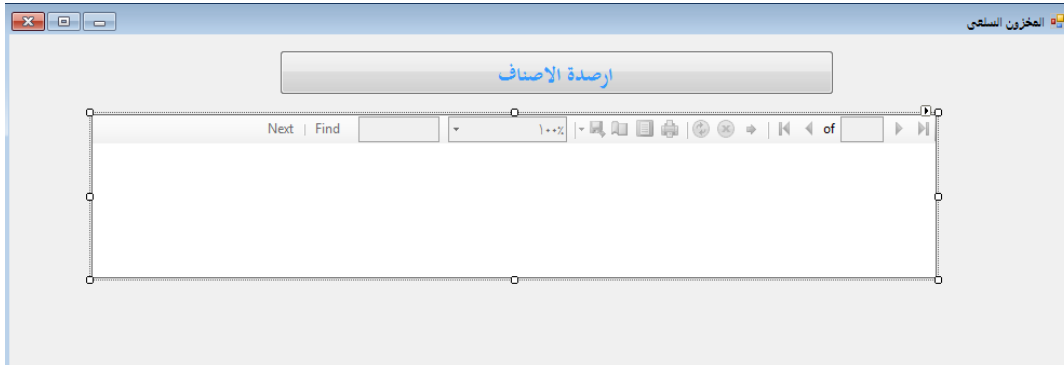 المخزون السلعى
ارصدة الاصناف
Next | Find ١٠٠٪ of